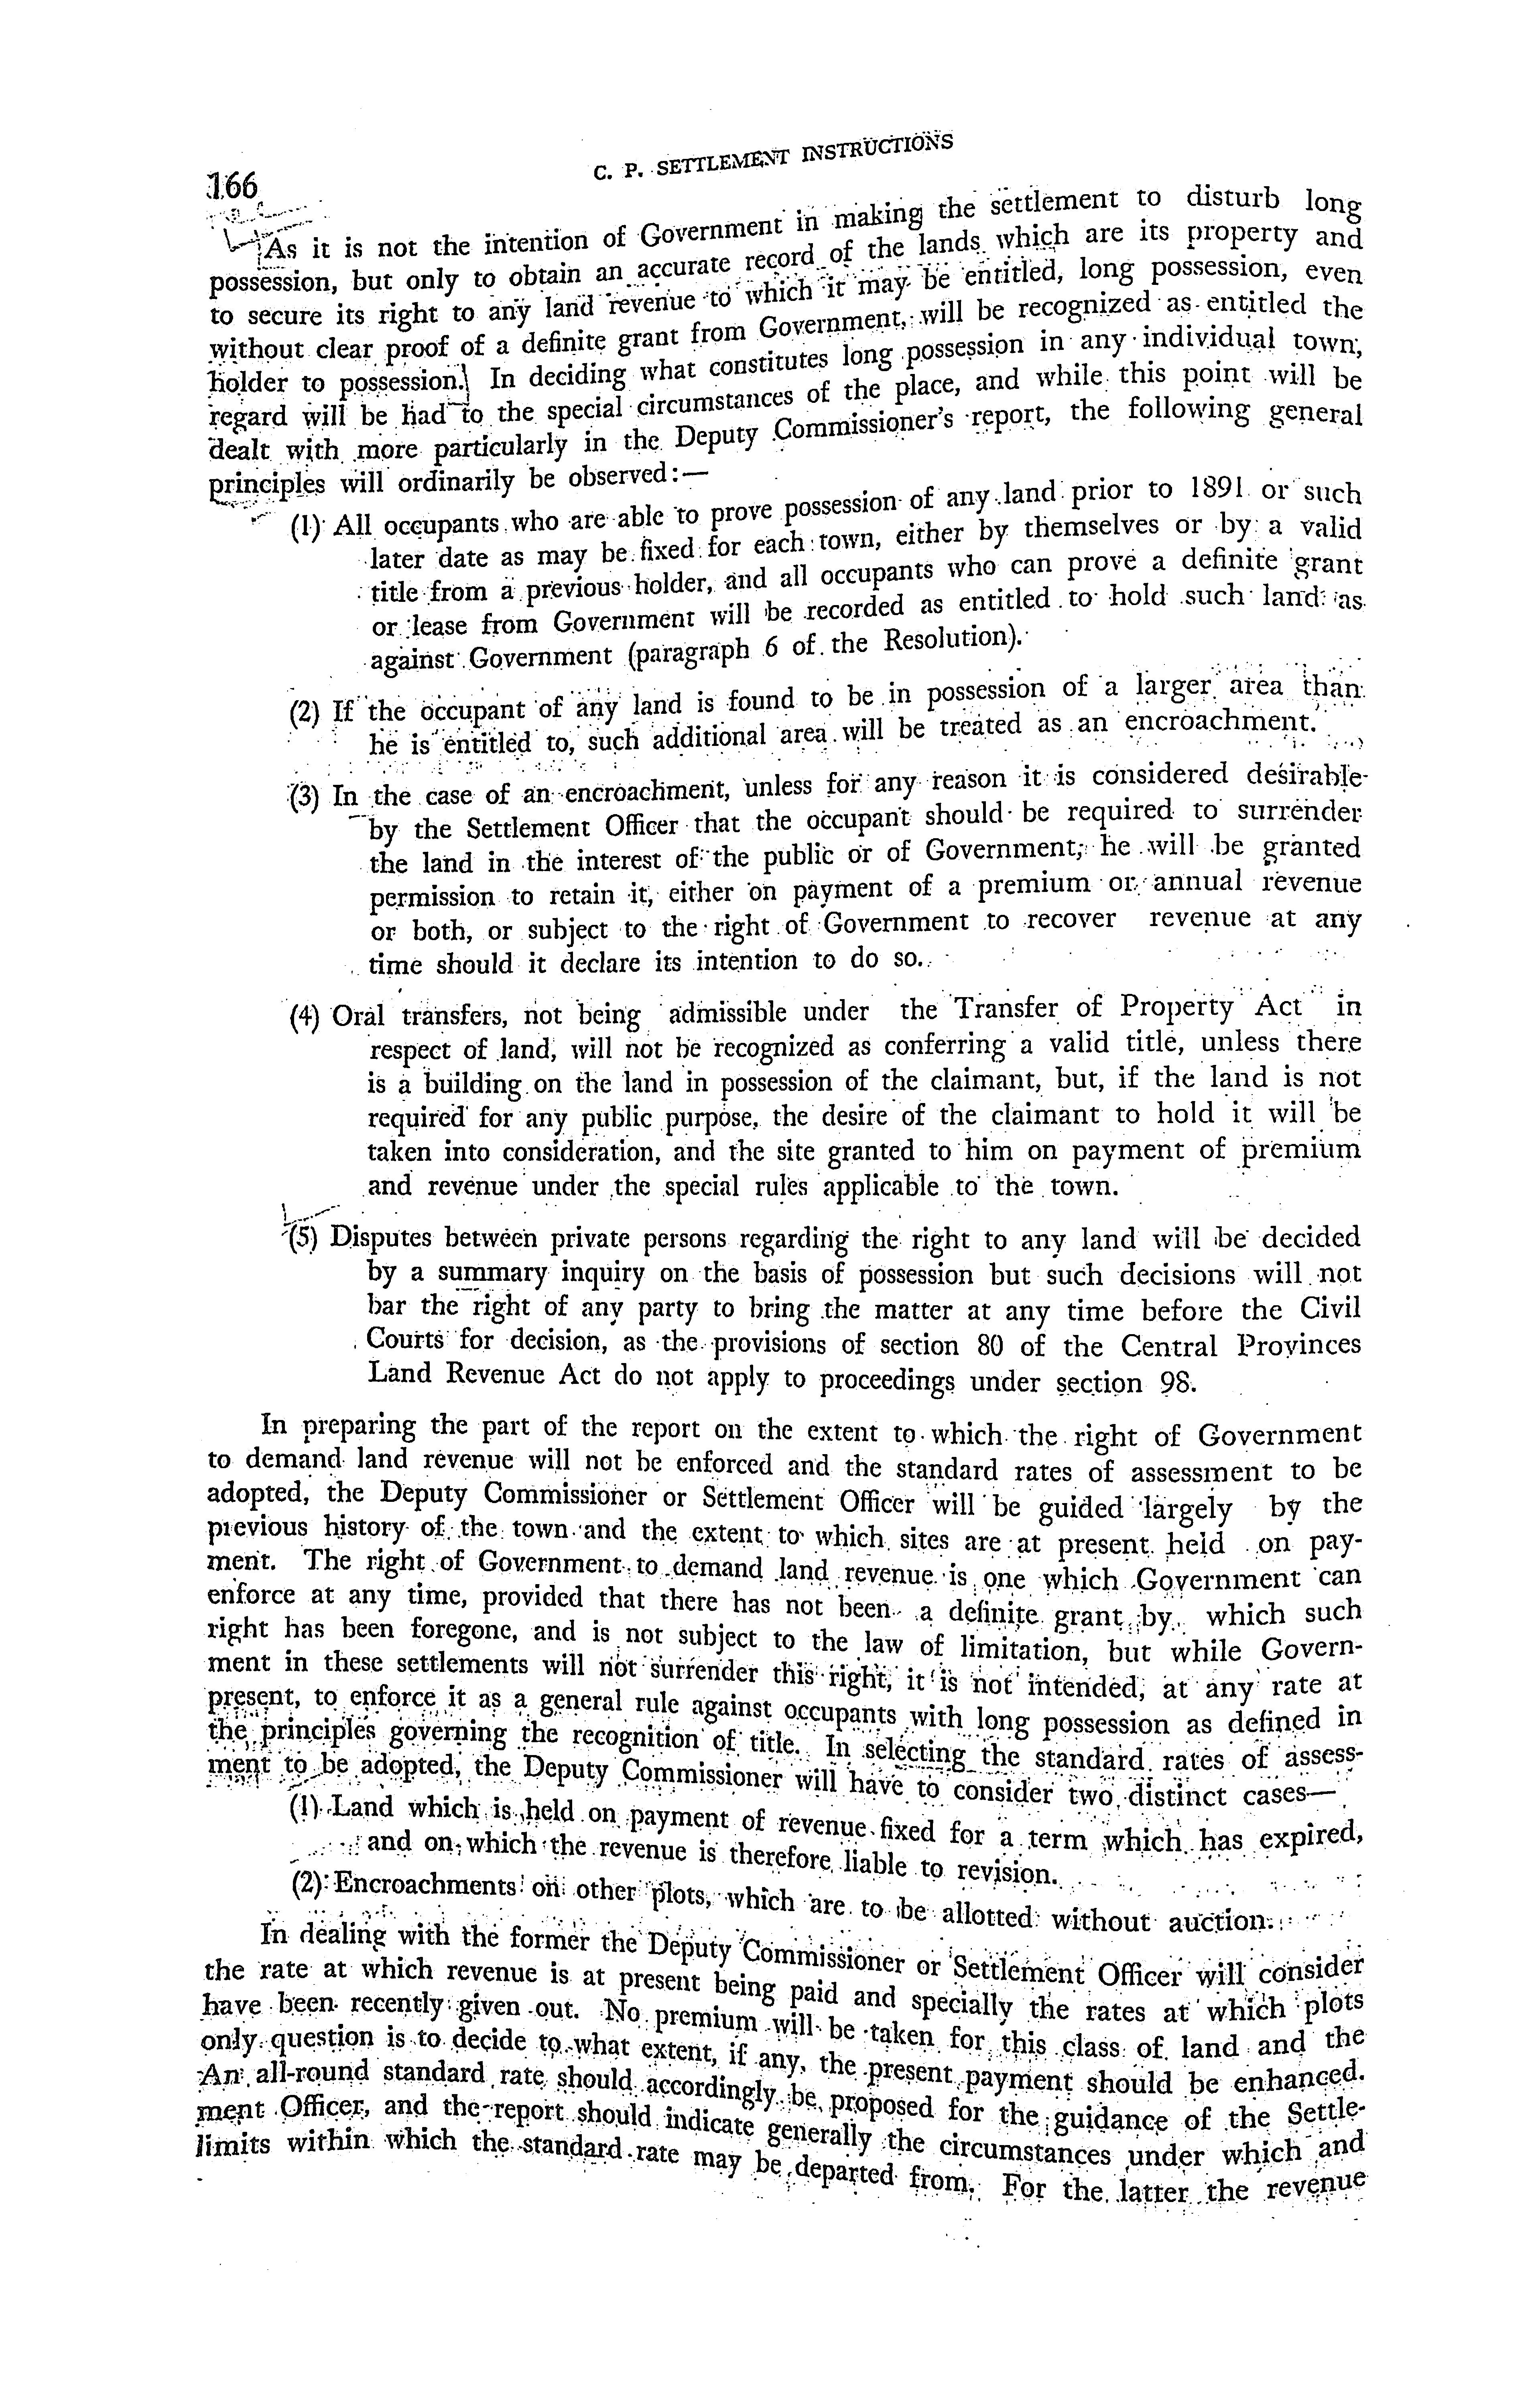 166
C. P. SETTLEMENT INSTRUCTIONS
As it is not the intention of Government in making the settlement to disturb long
possession, but only to obtain an accurate record of the lands which are its property and
to secure its right to any land revenue to which it may be entitled, long possession, even
without clear proof of a definite grant from Government, will be recognized as entitled the
holder to possession. In deciding what constitutes long possession in any individual town,
regard will be had to the special circumstances of the place, and while this point will be
dealt with more particularly in the Deputy Commissioner's report, the following general
principles will ordinarily be observed:—
(1) All occupants who are able to prove possession of any land prior to 1891 or such
later date as may be fixed for each town, either by themselves or by a valid
title from a previous holder, and all occupants who can prove a definite grant
or lease from Government will be recorded as entitled to hold such land as
against Government (paragraph 6 of the Resolution).
(2) If the occupant of any land is found to be in possession of a larger area than
he is entitled to, such additional area will be treated as an encroachment.
(3) In the case of an encroachment, unless for any reason it is considered desirable
by the Settlement Officer that the occupant should be required to surrender
the land in the interest of the public or of Government, he will be granted
permission to retain it, either on payment of a premium or annual revenue
or both, or subject to the right of Government to recover revenue at any
time should it declare its intention to do so.
(4) Oral transfers, not being admissible under the Transfer of Property Act in
respect of land, will not be recognized as conferring a valid title, unless there
is a building on the land in possession of the claimant, but, if the land is not
required for any public purpose, the desire of the claimant to hold it will be
taken into consideration, and the site granted to him on payment of premium
and revenue under the special rules applicable to the town.
(5) Disputes between private persons regarding the right to any land will be decided
by a summary inquiry on the basis of possession but such decisions will not
bar the right of any party to bring the matter at any time before the Civil
Courts for decision, as the provisions of section 80 of the Central Provinces
Land Revenue Act do not apply to proceedings under section 98.
In preparing the part of the report on the extent to which the right of Government
to demand land revenue will not be enforced and the standard rates of assessment to be
adopted, the Deputy Commissioner or Settlement Officer will be guided largely by the
previous history of the town and the extent to which sites are at present held on pay-
ment. The right of Government to demand land revenue is one which Government can
enforce at any time, provided that there has not been a definite grant by which such
right has been foregone, and is not subject to the law of limitation, but while Govern-
ment in these settlements will not surrender this right, it is not intended, at any rate at
present, to enforce it as a general rule against occupants with long possession as defined in
the principles governing the recognition of title. In selecting the standard rates of assess-
ment to be adopted, the Deputy Commissioner will have to consider two distinct cases—
(1) Land which is held on payment of revenue fixed for a term which has expired,
and on which the revenue is therefore liable to revision.
(2) Encroachments on other plots, which are to be allotted without auction.
In dealing with the former the Deputy Commissioner or Settlement Officer will consider
the rate at which revenue is at present being paid and specially the rates at which plots
have been recently given out. No premium will be taken for this class of land and the
only question is to decide to what extent, if any, the present payment should be enhanced.
An all-round standard rate should accordingly be proposed for the guidance of the Settle-
ment Officer, and the report should indicate generally the circumstances under which and
limits within which the standard rate may be departed from. For the latter the revenue